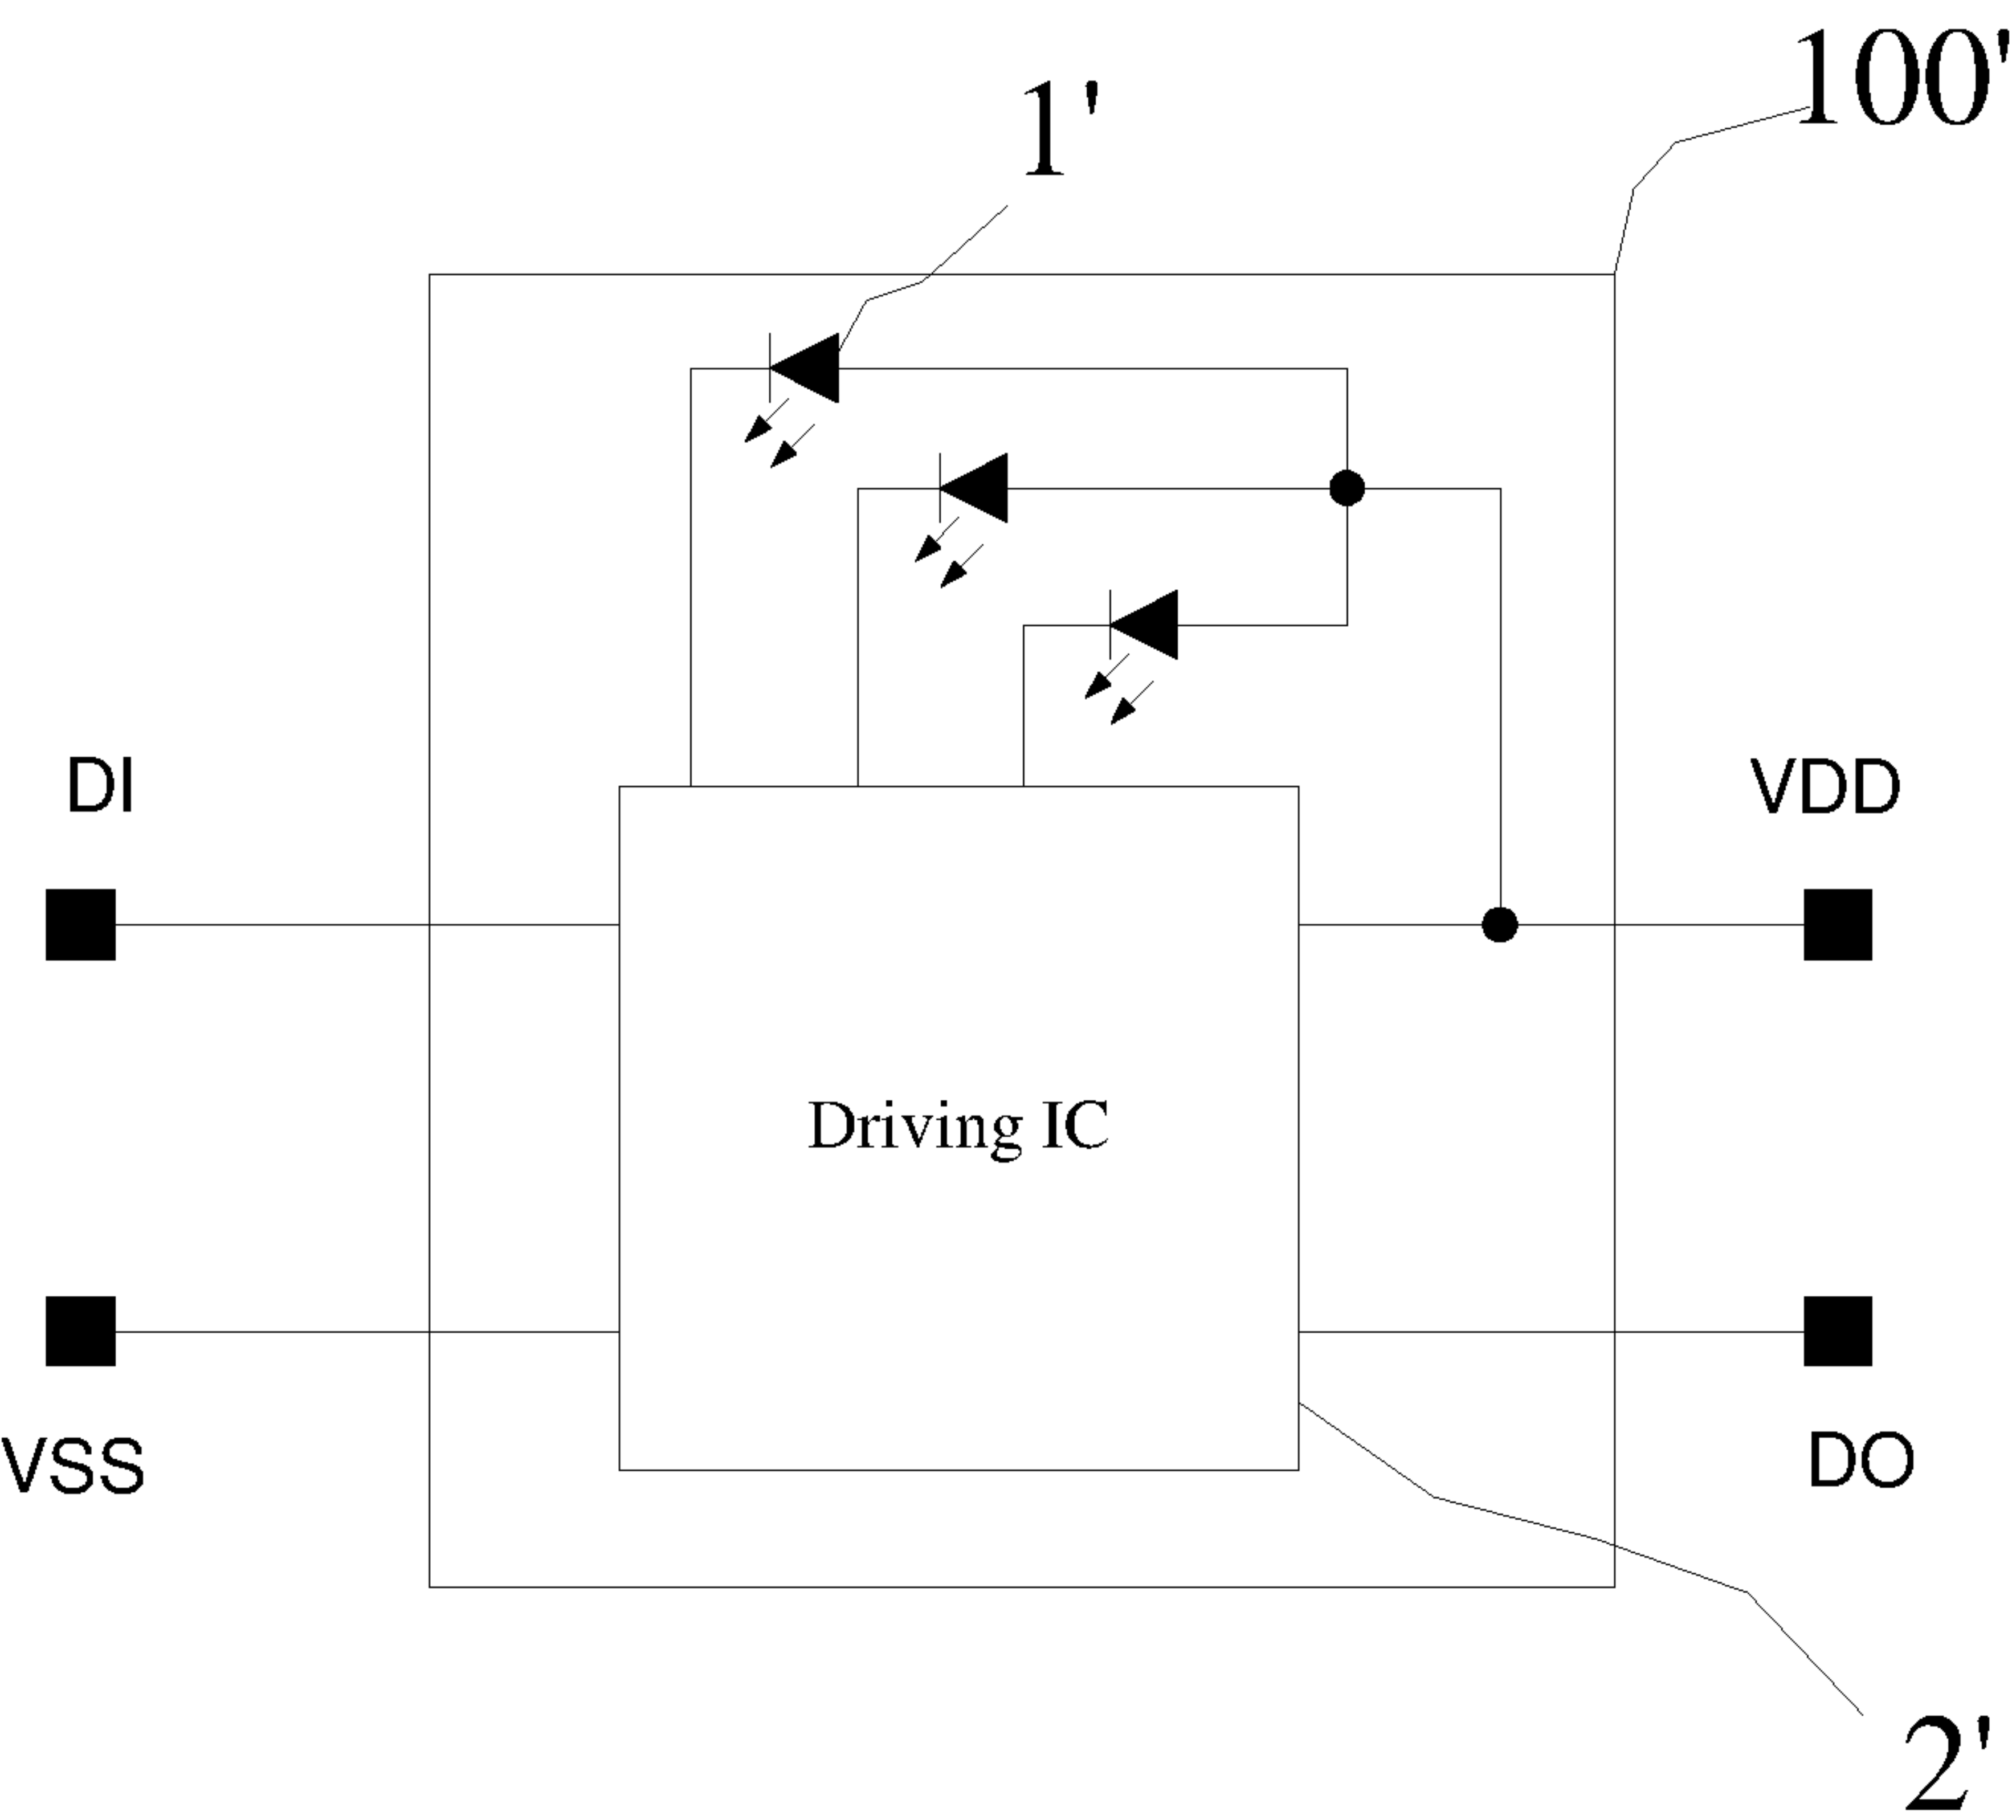 100'
1'
DI
VDD
Driving IC
VSS
DO
2'